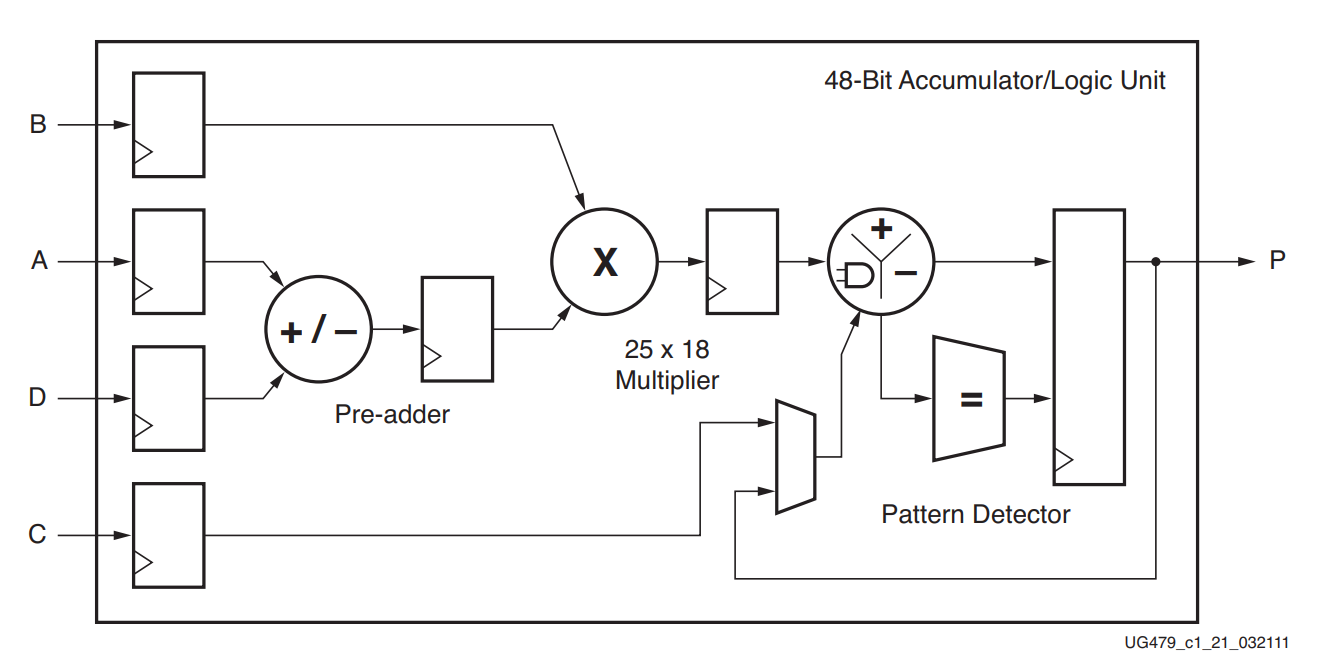 48-Bit Accumulator/Logic Unit
B
A
+
–
X
P
+ / –
25 x 18
Multiplier
D
Pre-adder
=
Pattern Detector
C
UG479_c1_21_032111